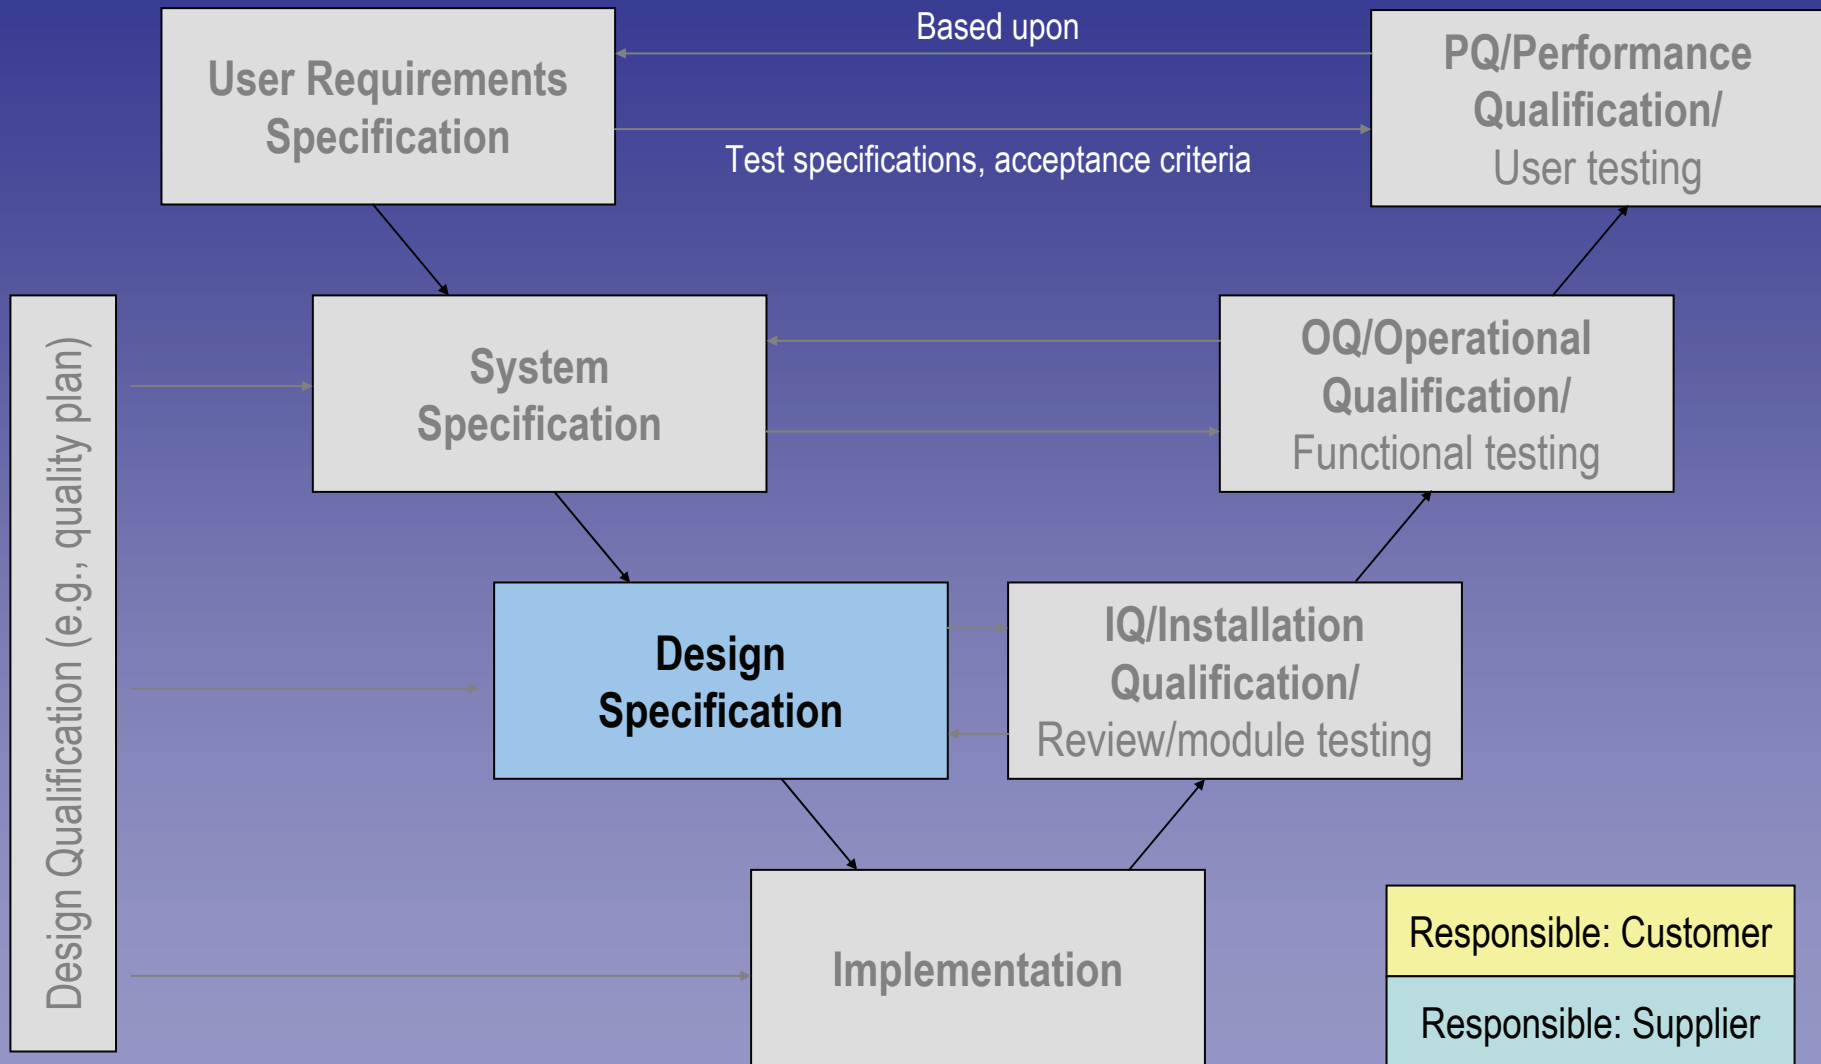 Based upon
User Requirements
Specification
PQ/Performance
Qualification/
User testing
Test specifications, acceptance criteria
Design Qualification (e.g., quality plan)
System
Specification
OQ/Operational
Qualification/
Functional testing
Design
Specification
IQ/Installation
Qualification/
Review/module testing
Implementation
Responsible: Customer
Responsible: Supplier